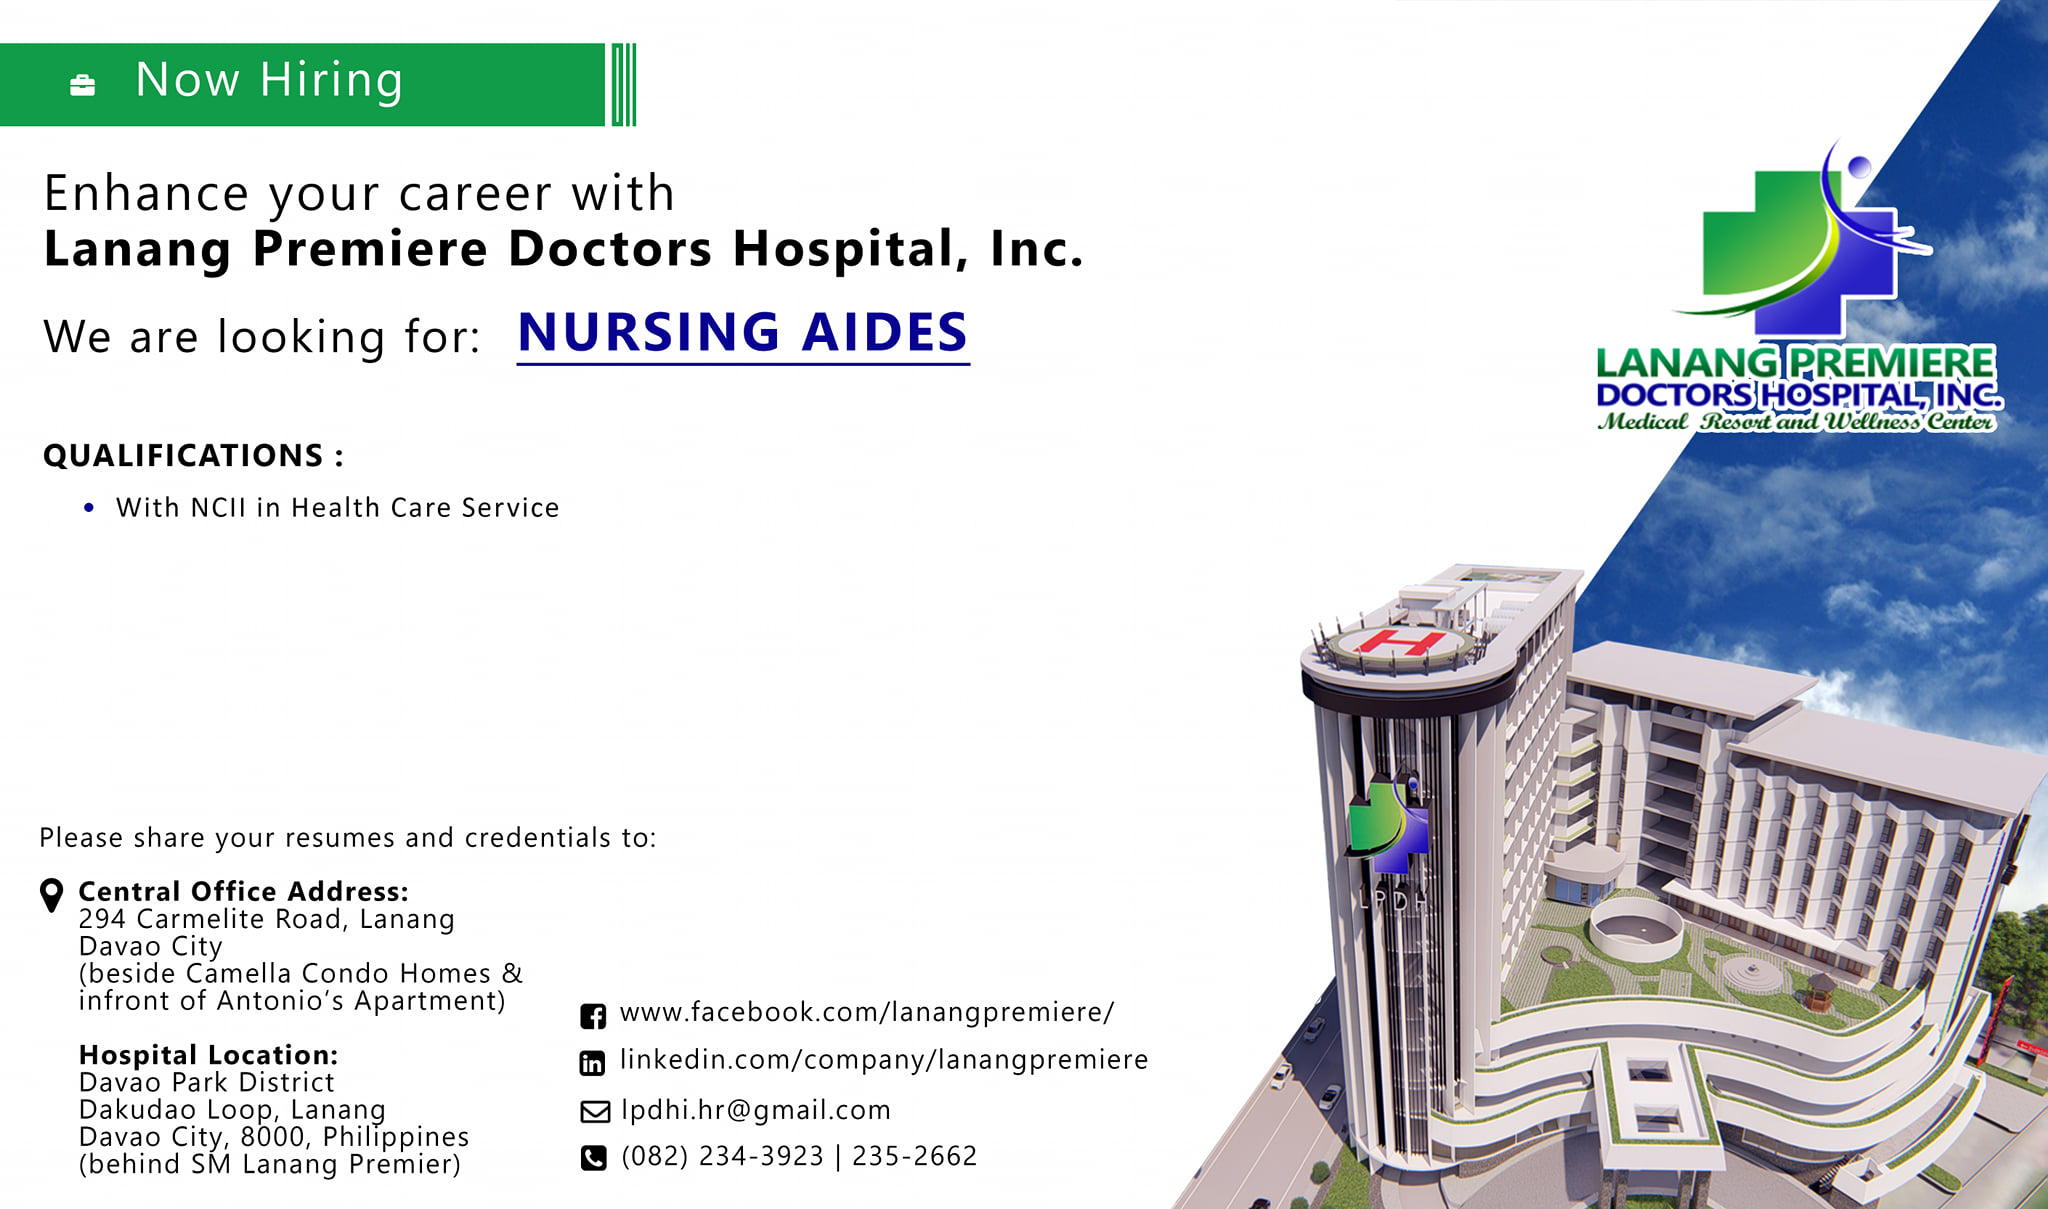 Now Hiring
Enhance your career with
Lanang Premiere Doctors Hospital, Inc.
We are looking for: NURSING AIDES
QUALIFICATIONS :
• With NCII in Health Care Service
LANANG PREMIERE
DOCTORS HOSPITAL, INC.
Medical Resort and Wellness Center
H
LPDH
Please share your resumes and credentials to:
Central Office Address:
294 Carmelite Road, Lanang
Davao City
(beside Camella Condo Homes &
infront of Antonio's Apartment)
Hospital Location:
Davao Park District
Dakudao Loop, Lanang
Davao City, 8000, Philippines
(behind SM Lanang Premier)
www.facebook.com/lanangpremiere/
linkedin.com/company/lanangpremiere
lpdhi.hr@gmail.com
(082) 234-3923 | 235-2662